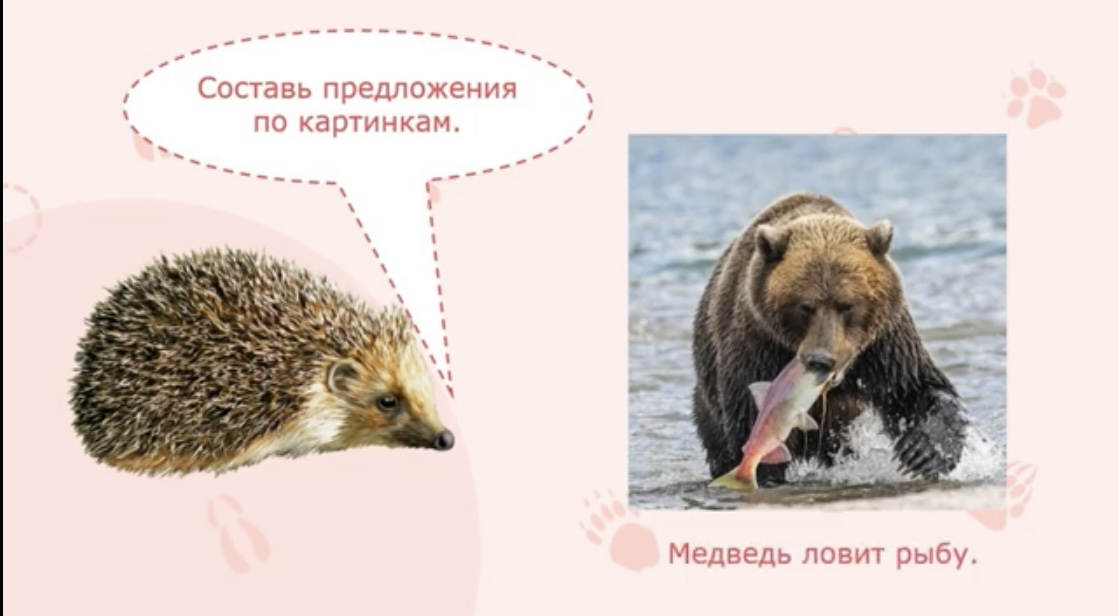 Составь предложения
по картинкам.
Медведь ловит рыбу.